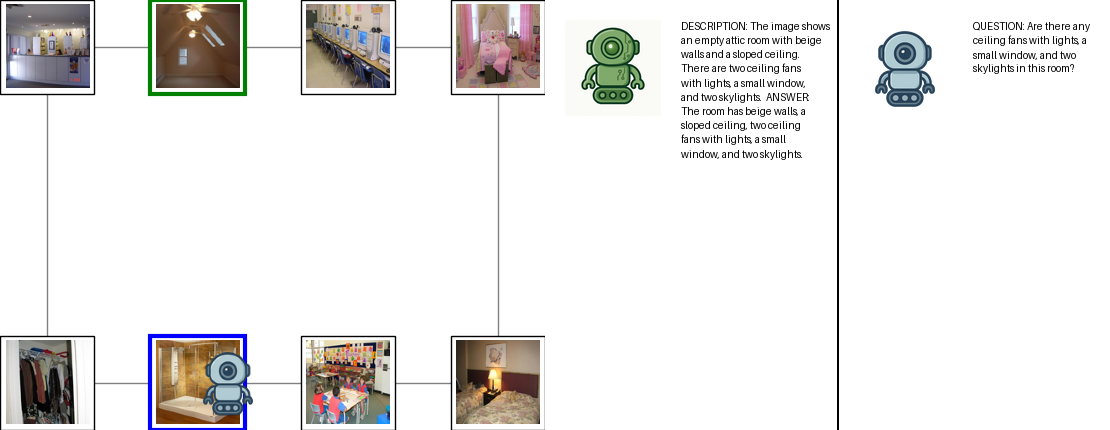 DESCRIPTION: The image shows
an empty attic room with beige
walls and a sloped ceiling.
There are two ceiling fans
with lights, a small window,
and two skylights.  ANSWER:
The room has beige walls, a
sloped ceiling, two ceiling
fans with lights, a small
window, and two skylights.
QUESTION: Are there any
ceiling fans with lights, a
small window, and two
skylights in this room?